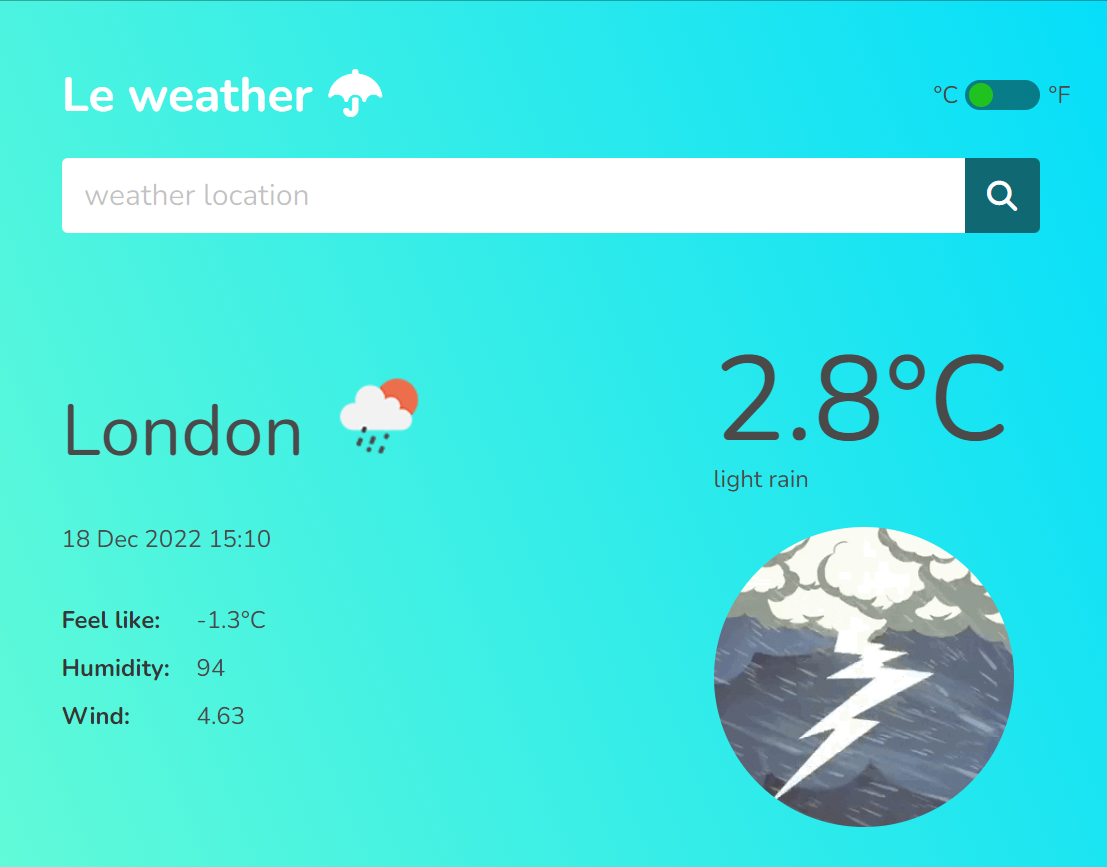 Le weather
°C °F
weather location
London
2.8°C
light rain
18 Dec 2022 15:10
Feel like: -1.3°C
Humidity: 94
Wind: 4.63